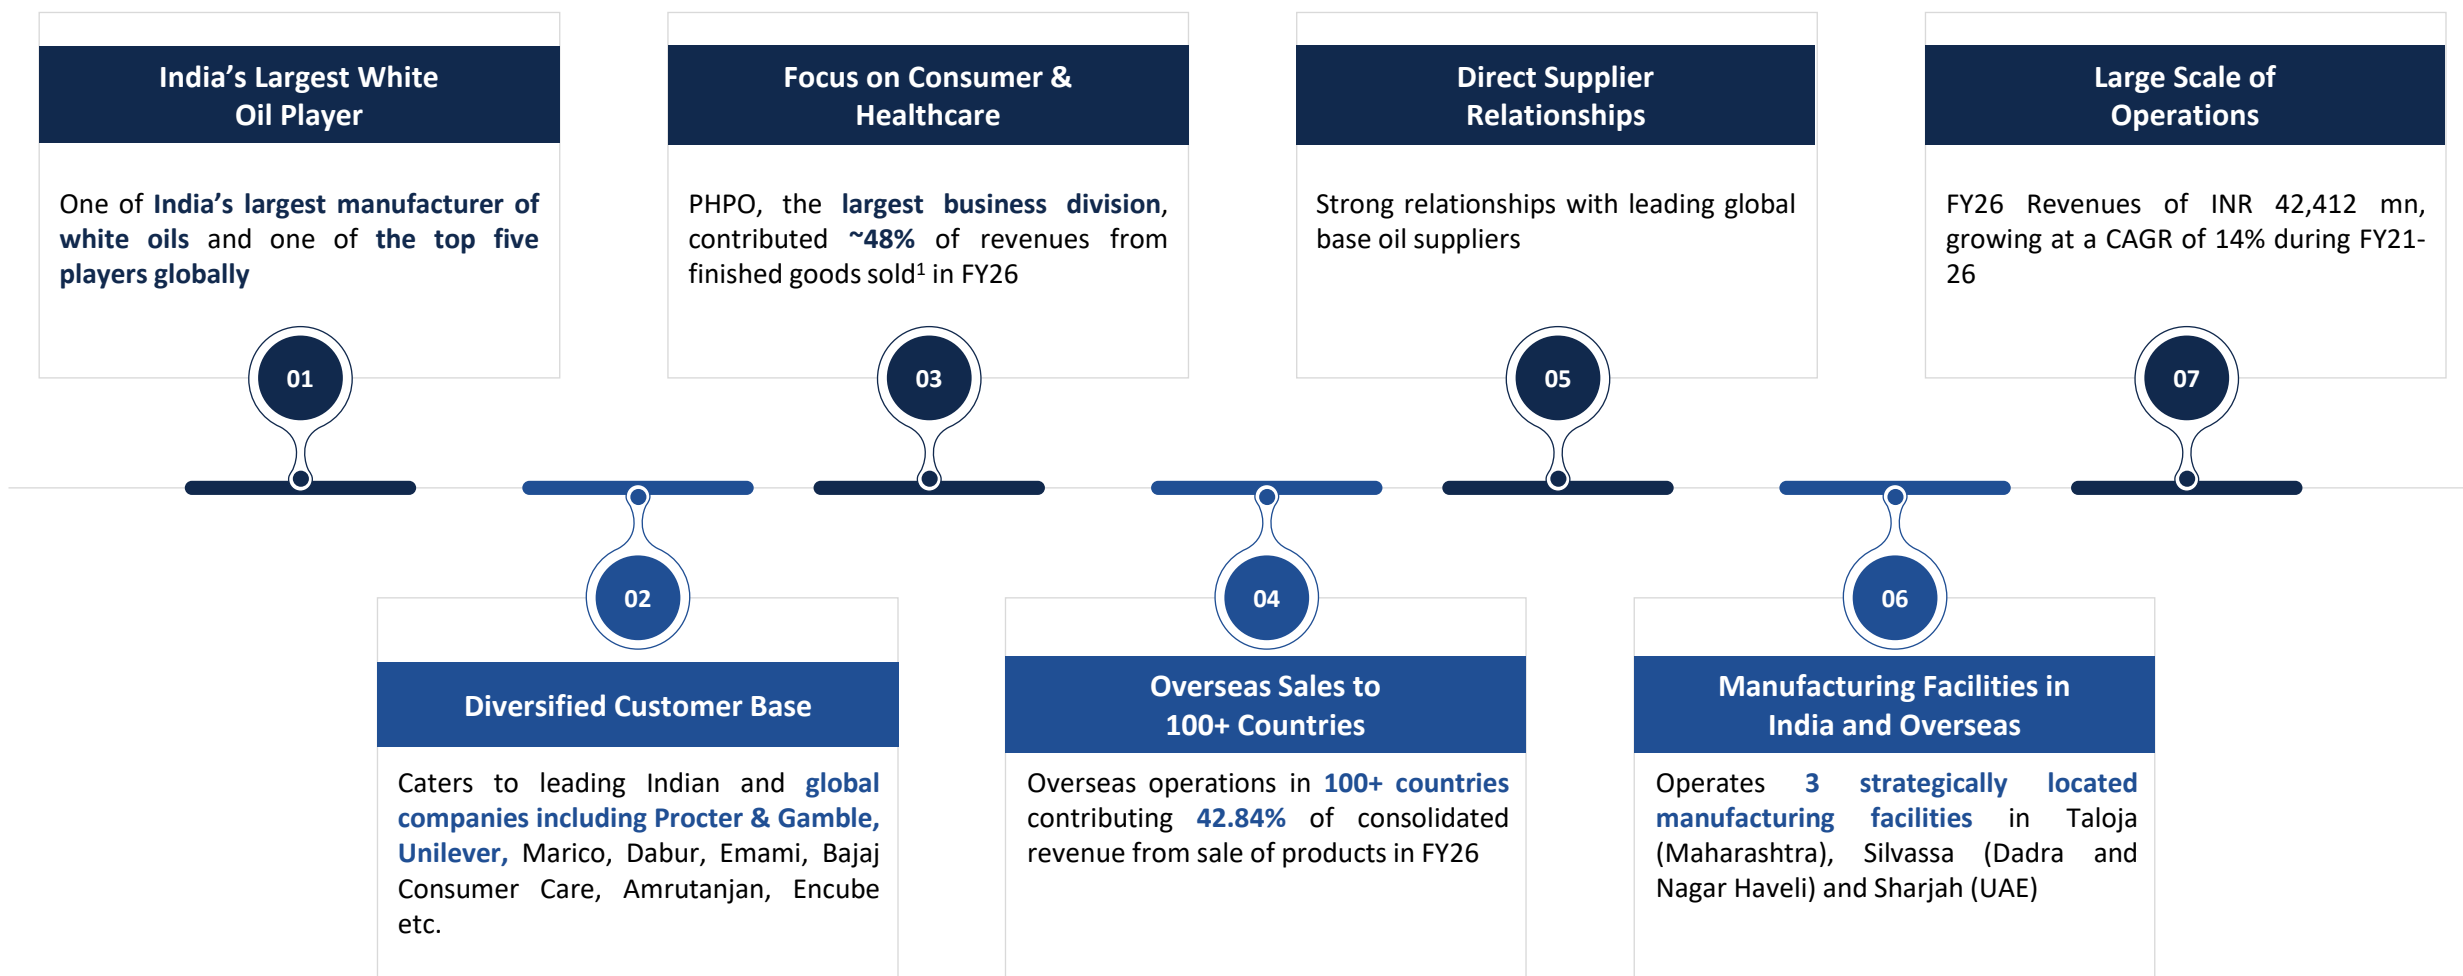 India’s Largest White
Oil Player
One of India’s largest manufacturer of
white oils and one of the top five
players globally
01
Diversified Customer Base
Caters to leading Indian and global
companies including Procter & Gamble,
Unilever, Marico, Dabur, Emami, Bajaj
Consumer Care, Amrutanjan, Encube
etc.
02
Focus on Consumer &
Healthcare
PHPO, the largest business division,
contributed ~48% of revenues from
finished goods sold¹ in FY26
03
Overseas Sales to
100+ Countries
Overseas operations in 100+ countries
contributing 42.84% of consolidated
revenue from sale of products in FY26
04
Direct Supplier
Relationships
Strong relationships with leading global
base oil suppliers
05
Manufacturing Facilities in
India and Overseas
Operates 3 strategically located
manufacturing facilities in Taloja
(Maharashtra), Silvassa (Dadra and
Nagar Haveli) and Sharjah (UAE)
06
Large Scale of
Operations
FY26 Revenues of INR 42,412 mn,
growing at a CAGR of 14% during FY21-
26
07